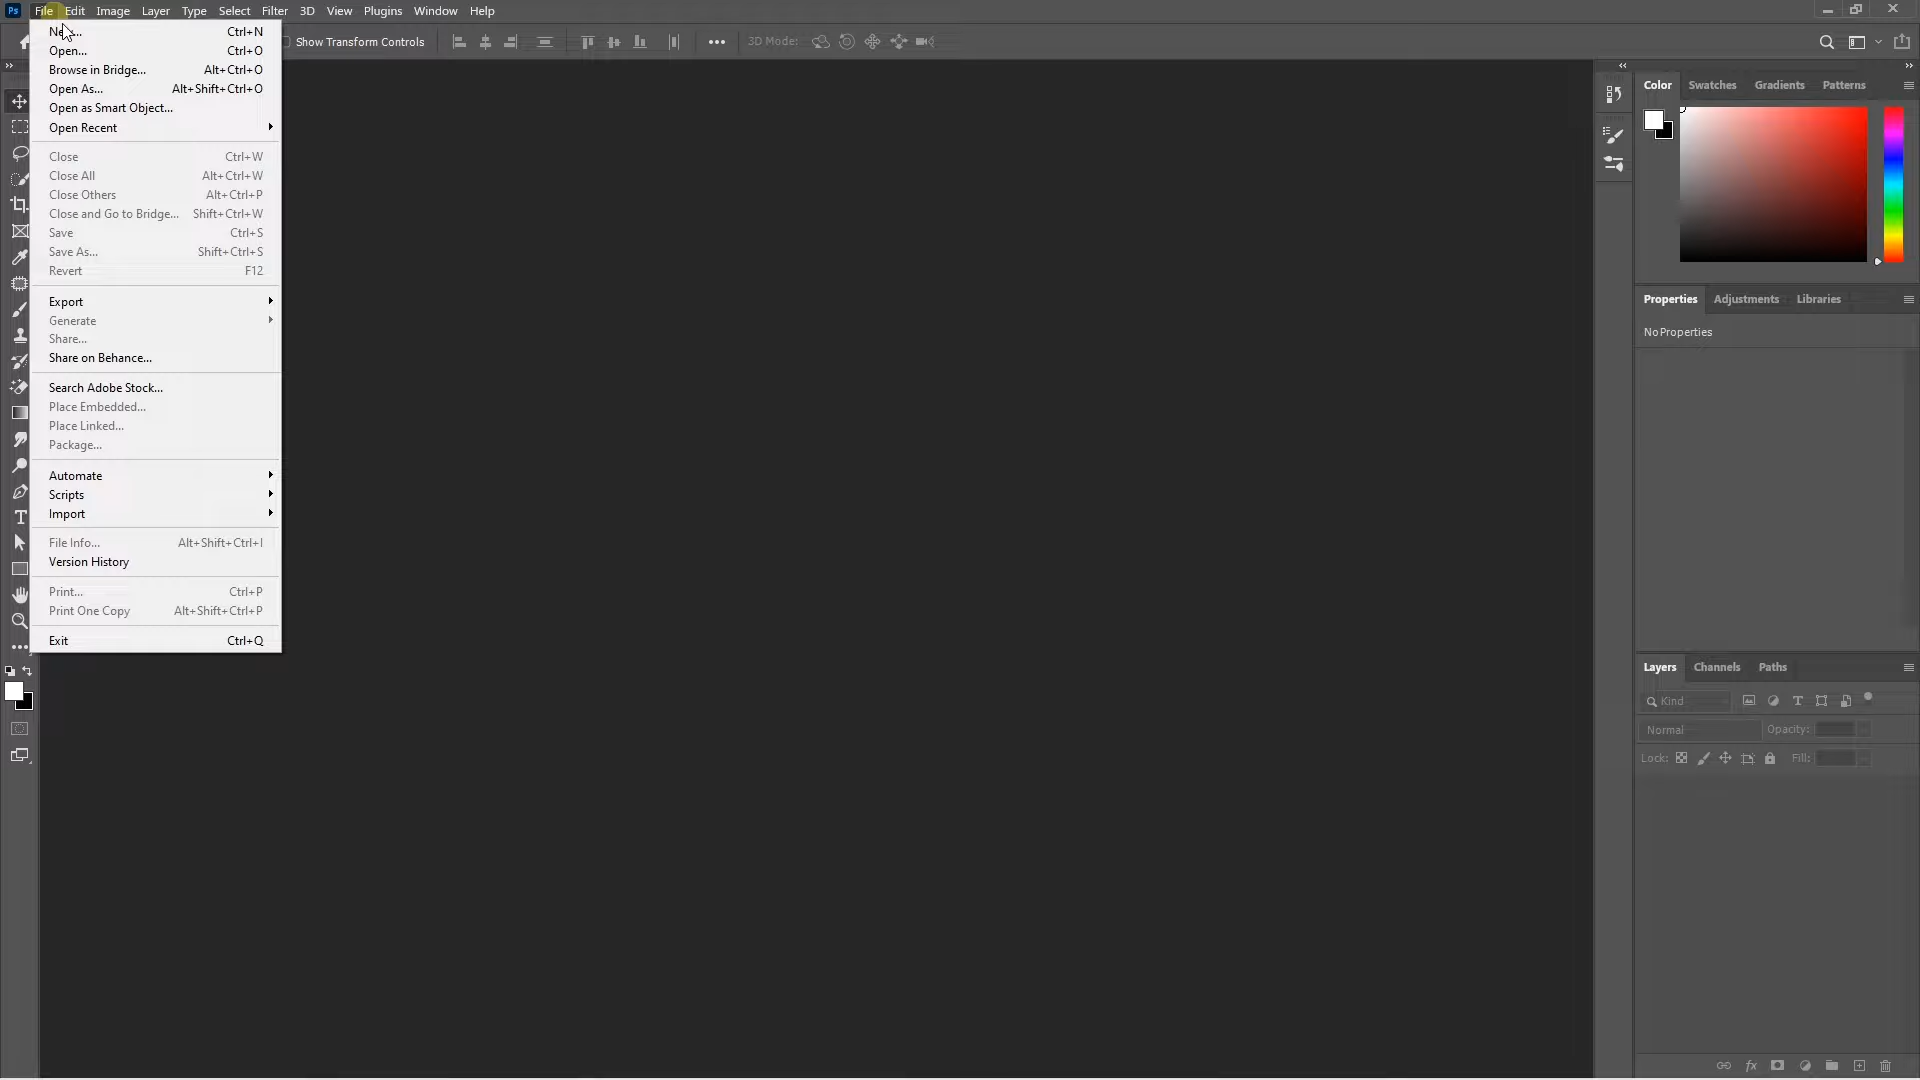 Ps File Edit Image Layer Type Select Filter 3D View Plugins Window Help
Show Transform Controls 3D Mode:
New... Ctrl+N
Open... Ctrl+O
Browse in Bridge... Alt+Ctrl+O
Open As... Alt+Shift+Ctrl+O
Open as Smart Object...
Open Recent
Close Ctrl+W
Close All Alt+Ctrl+W
Close Others Alt+Ctrl+P
Close and Go to Bridge... Shift+Ctrl+W
Save Ctrl+S
Save As... Shift+Ctrl+S
Revert F12
Export
Generate
Share...
Share on Behance...
Search Adobe Stock...
Place Embedded...
Place Linked...
Package...
Automate
Scripts
Import
File Info... Alt+Shift+Ctrl+I
Version History
Print... Ctrl+P
Print One Copy Alt+Shift+Ctrl+P
Exit Ctrl+Q
Color Swatches Gradients Patterns
Properties Adjustments Libraries
No Properties
Layers Channels Paths
Kind
Normal Opacity:
Lock: Fill:
fx